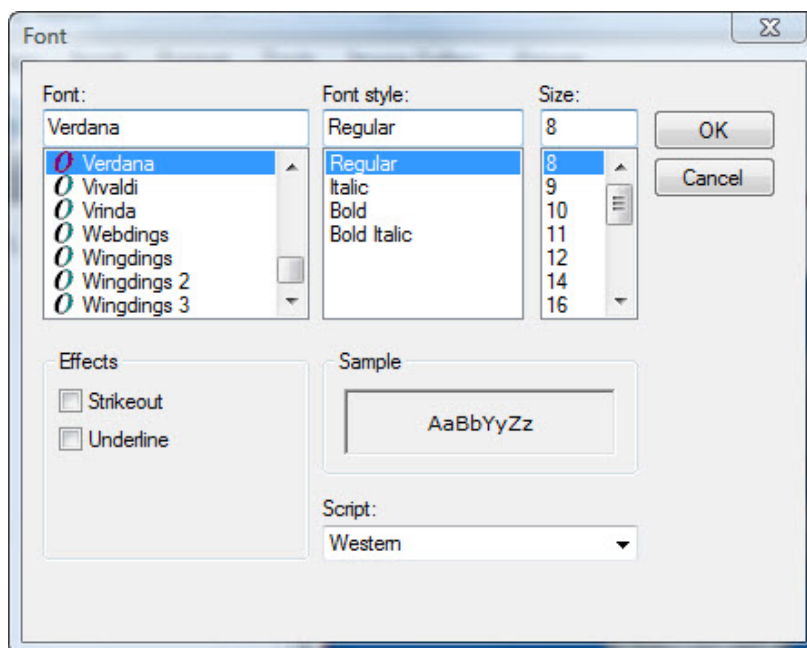 Font
Font:
Font style:
Size:
Verdana
Regular
8
OK
Cancel
Verdana
Vivaldi
Vrinda
Webdings
Wingdings
Wingdings 2
Wingdings 3
Regular
Italic
Bold
Bold Italic
8
9
10
11
12
14
16
Effects
Strikeout
Underline
Sample
AaBbYyZz
Script:
Western